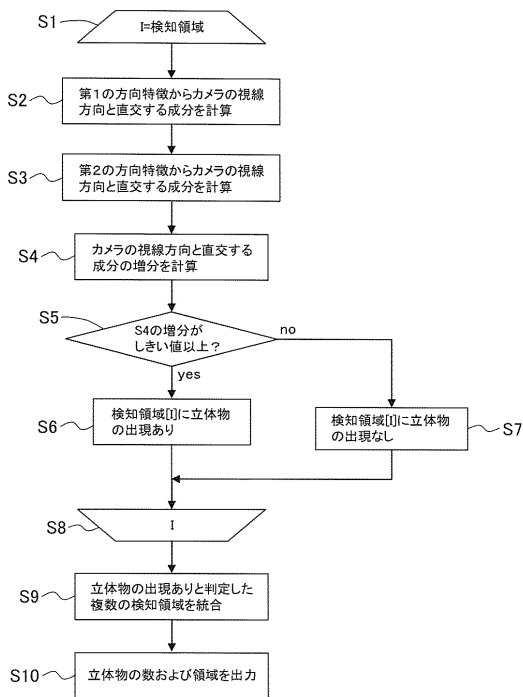 S1
I=検知領域
S2
第1の方向特徴からカメラの視線
方向と直交する成分を計算
S3
第2の方向特徴からカメラの視線
方向と直交する成分を計算
S4
カメラの視線方向と直交する
成分の増分を計算
S5
S4の増分が
しきい値以上？
no
yes
S6
検知領域[I]に立体物
の出現あり
検知領域[I]に立体物
の出現なし
S7
S8
I
S9
立体物の出現ありと判定した
複数の検知領域を統合
S10
立体物の数および領域を出力